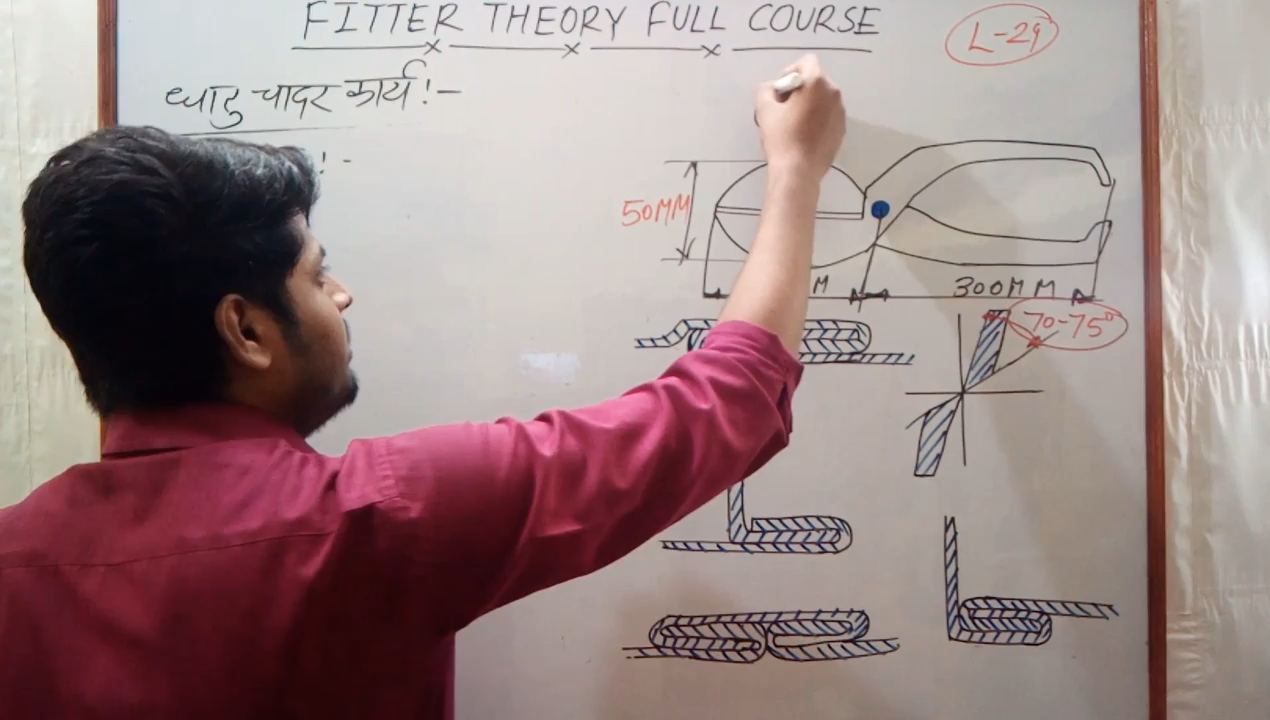 FITTER THEORY FULL COURSE
L-29
धातु चादर कार्य !-
! -
50MM
M
300MM
70-75°